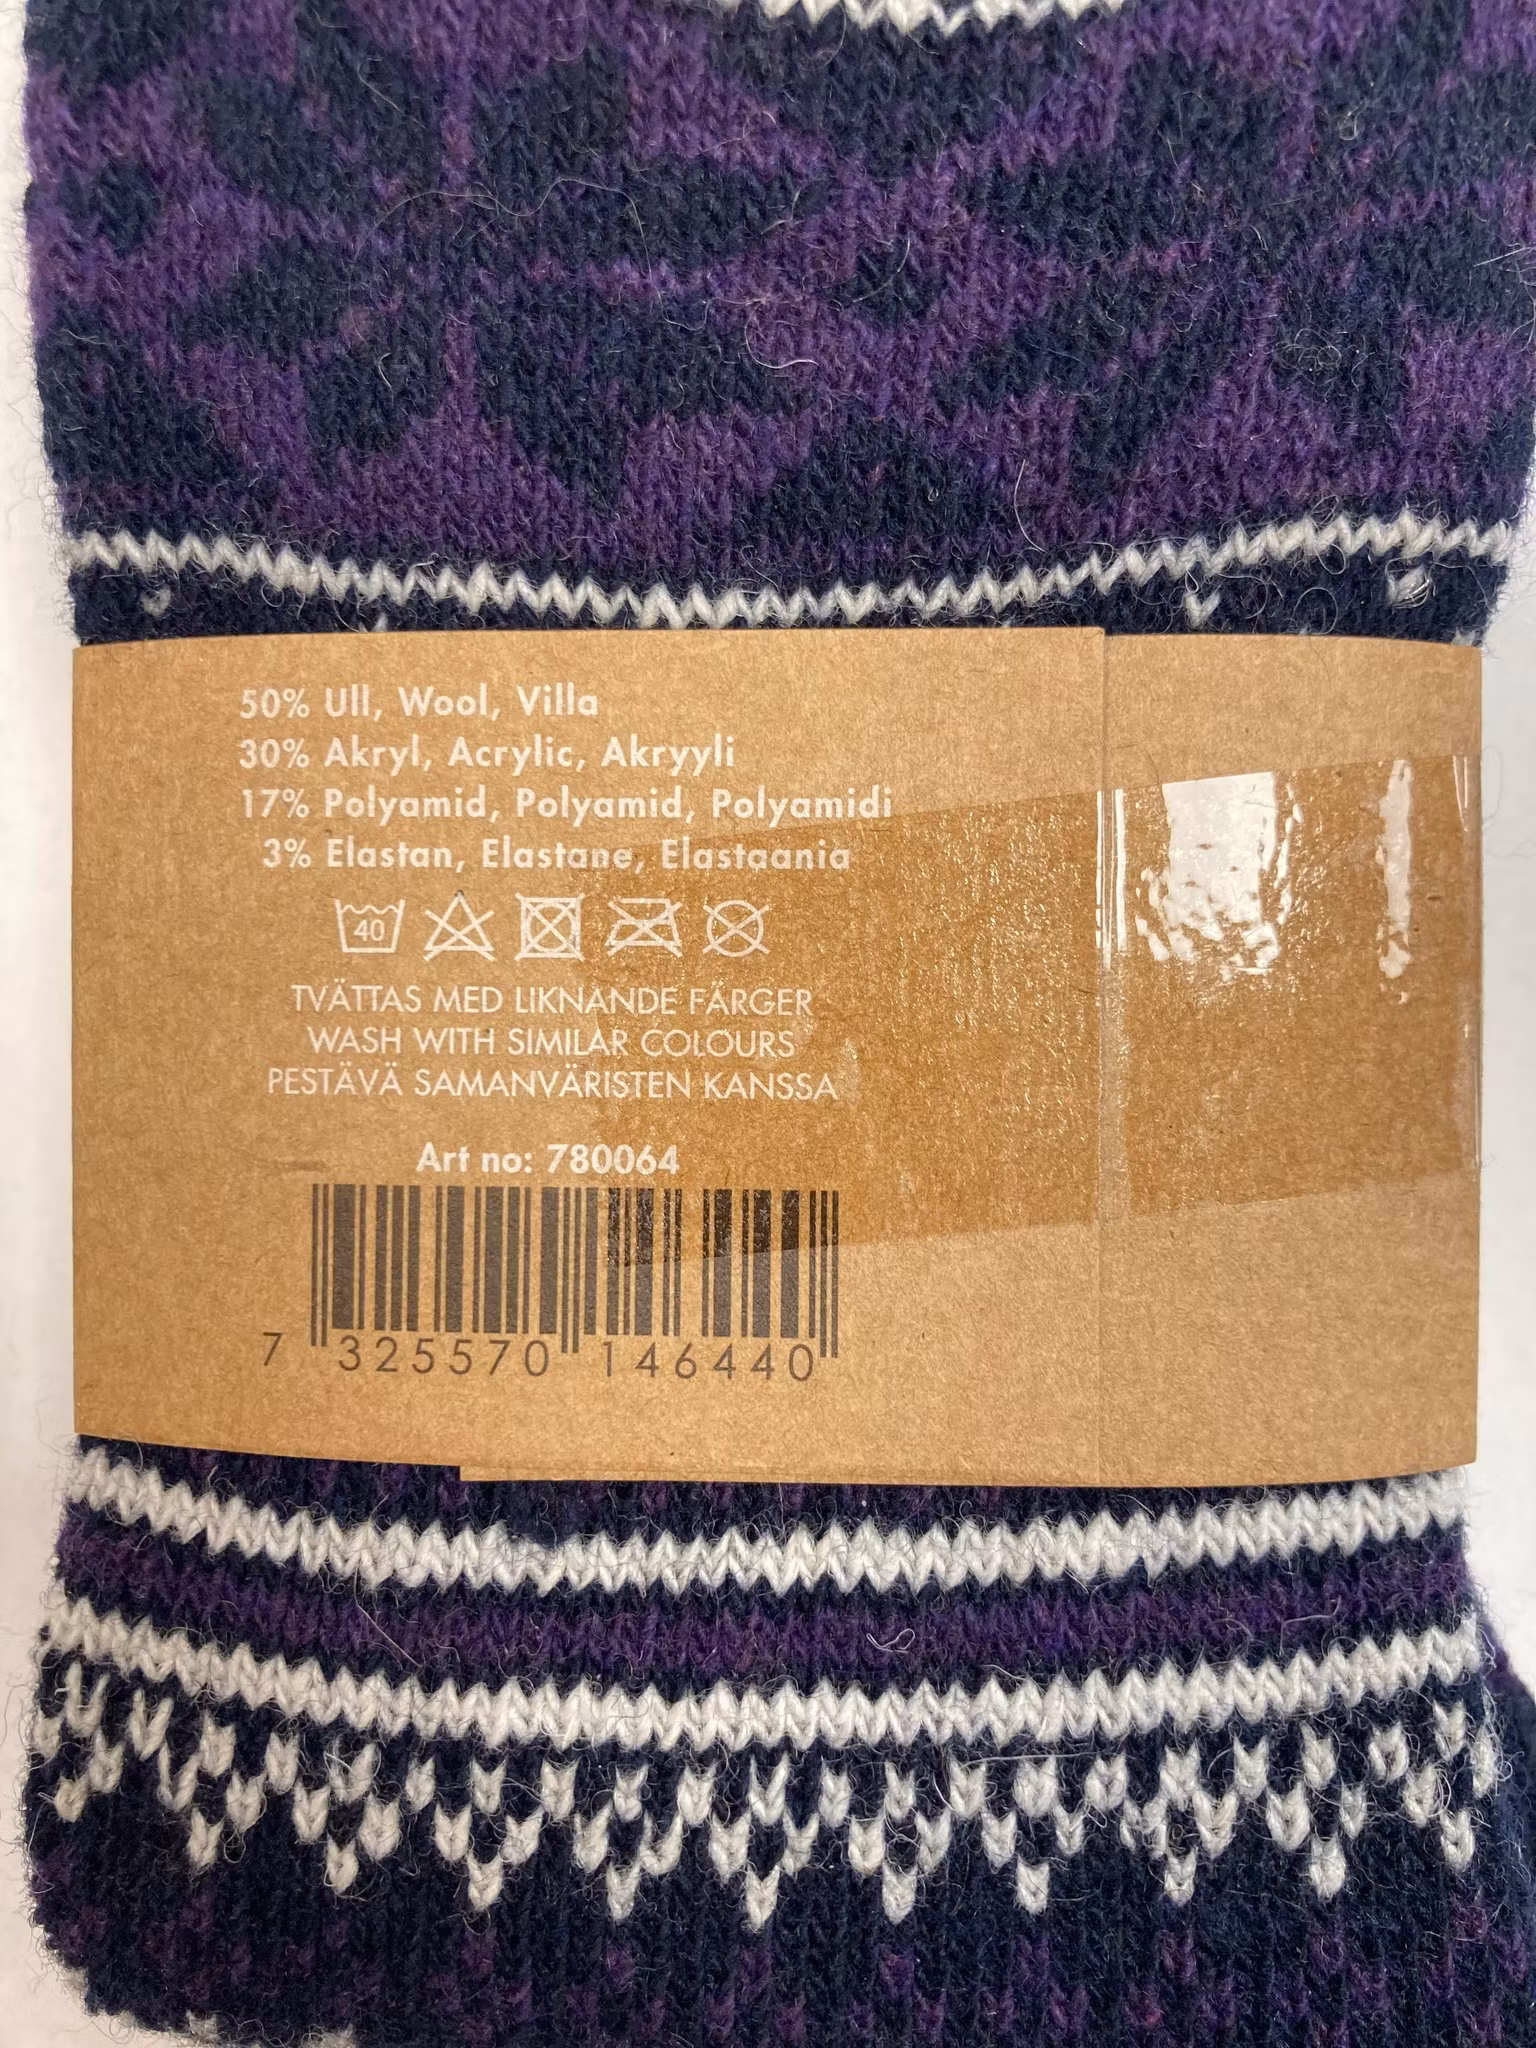 50% Ull, Wool, Villa
30% Akryl, Acrylic, Akryyli
17% Polyamid, Polyamid, Polyamidi
3% Elastan, Elastane, Elastaania
40
TVÄTTAS MED LIKNANDE FÄRGER
WASH WITH SIMILAR COLOURS
PESTÄVÄ SAMANVÄRISTEN KANSSA
Art no: 780064
7 325570 146440